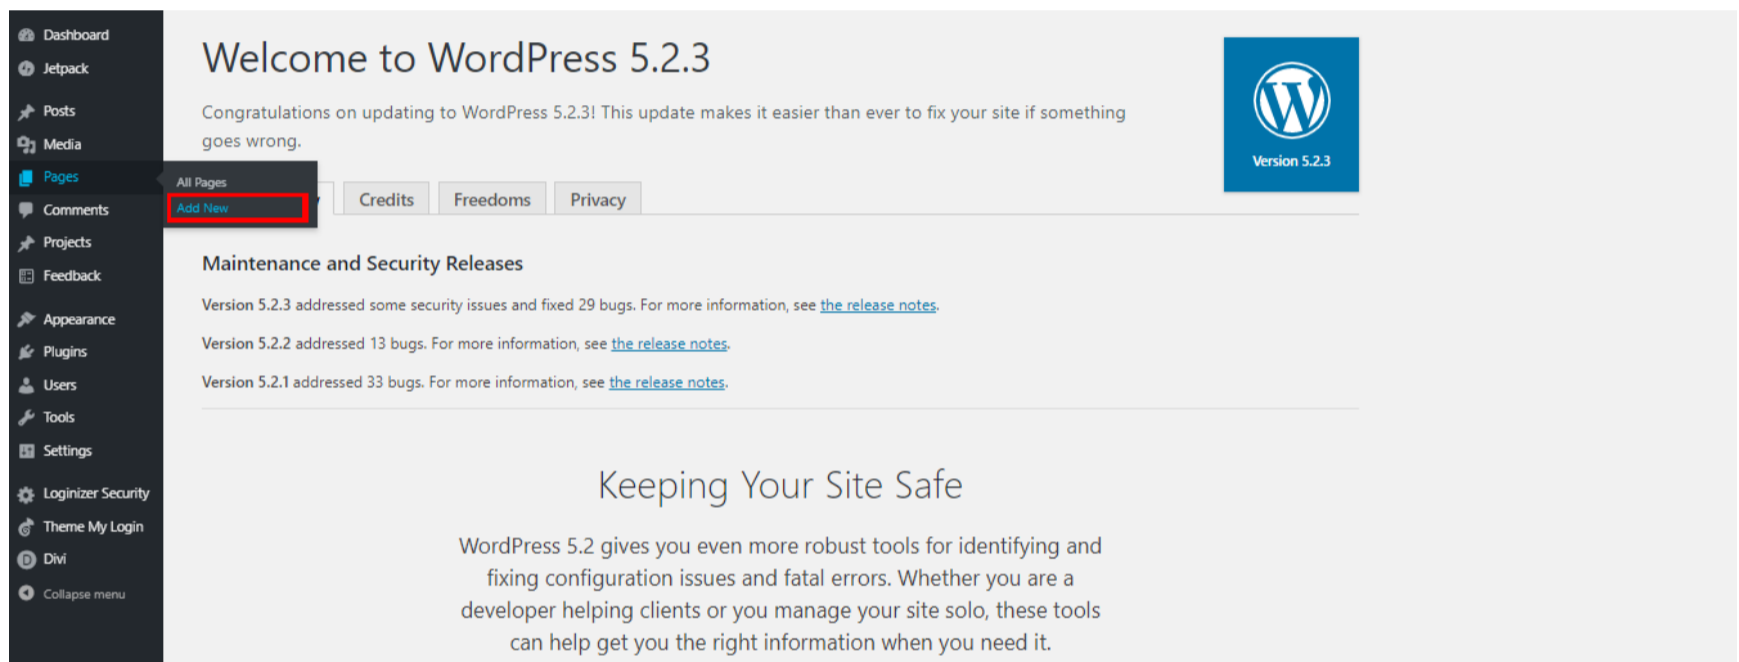 Dashboard
Jetpack
Posts
Media
Pages
Comments
Projects
Feedback
Appearance
Plugins
Users
Tools
Settings
Loginizer Security
Theme My Login
Divi
Collapse menu
All Pages
Add New
Welcome to WordPress 5.2.3
Congratulations on updating to WordPress 5.2.3! This update makes it easier than ever to fix your site if something
goes wrong.
Version 5.2.3
Credits
Freedoms
Privacy
Maintenance and Security Releases
Version 5.2.3 addressed some security issues and fixed 29 bugs. For more information, see the release notes.
Version 5.2.2 addressed 13 bugs. For more information, see the release notes.
Version 5.2.1 addressed 33 bugs. For more information, see the release notes.
Keeping Your Site Safe
WordPress 5.2 gives you even more robust tools for identifying and
fixing configuration issues and fatal errors. Whether you are a
developer helping clients or you manage your site solo, these tools
can help get you the right information when you need it.